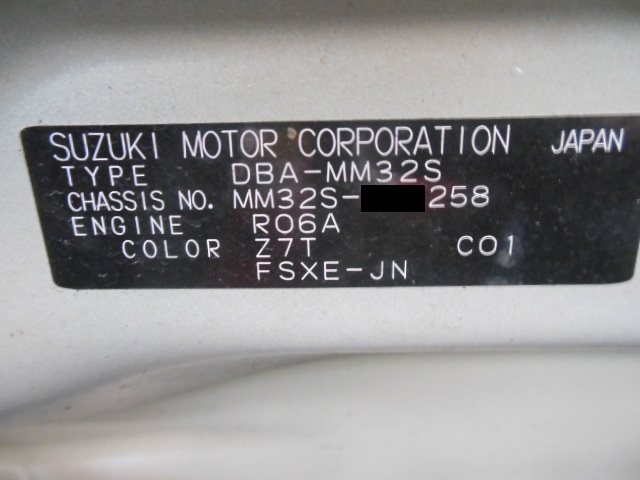 SUZUKI MOTOR CORPORATION JAPAN
TYPE DBA-MM32S
CHASSIS NO. MM32S- 258
ENGINE R06A
COLOR Z7T C01
FSXE-JN